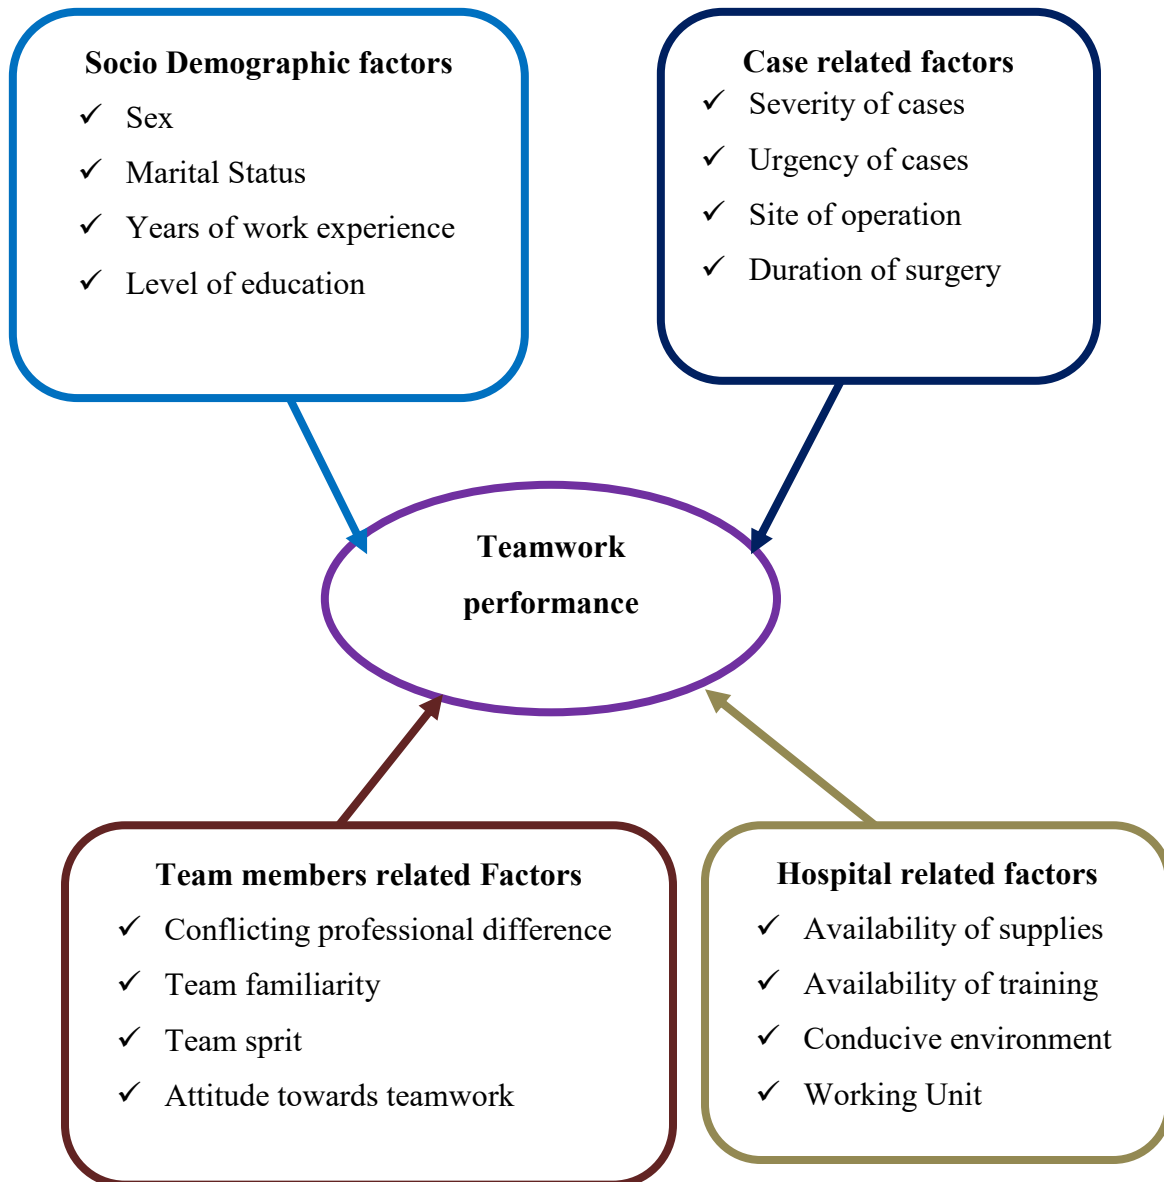 Socio Demographic factors
✓ Sex
✓ Marital Status
✓ Years of work experience
✓ Level of education
Case related factors
✓ Severity of cases
✓ Urgency of cases
✓ Site of operation
✓ Duration of surgery
Teamwork
performance
Team members related Factors
✓ Conflicting professional difference
✓ Team familiarity
✓ Team sprit
✓ Attitude towards teamwork
Hospital related factors
✓ Availability of supplies
✓ Availability of training
✓ Conducive environment
✓ Working Unit